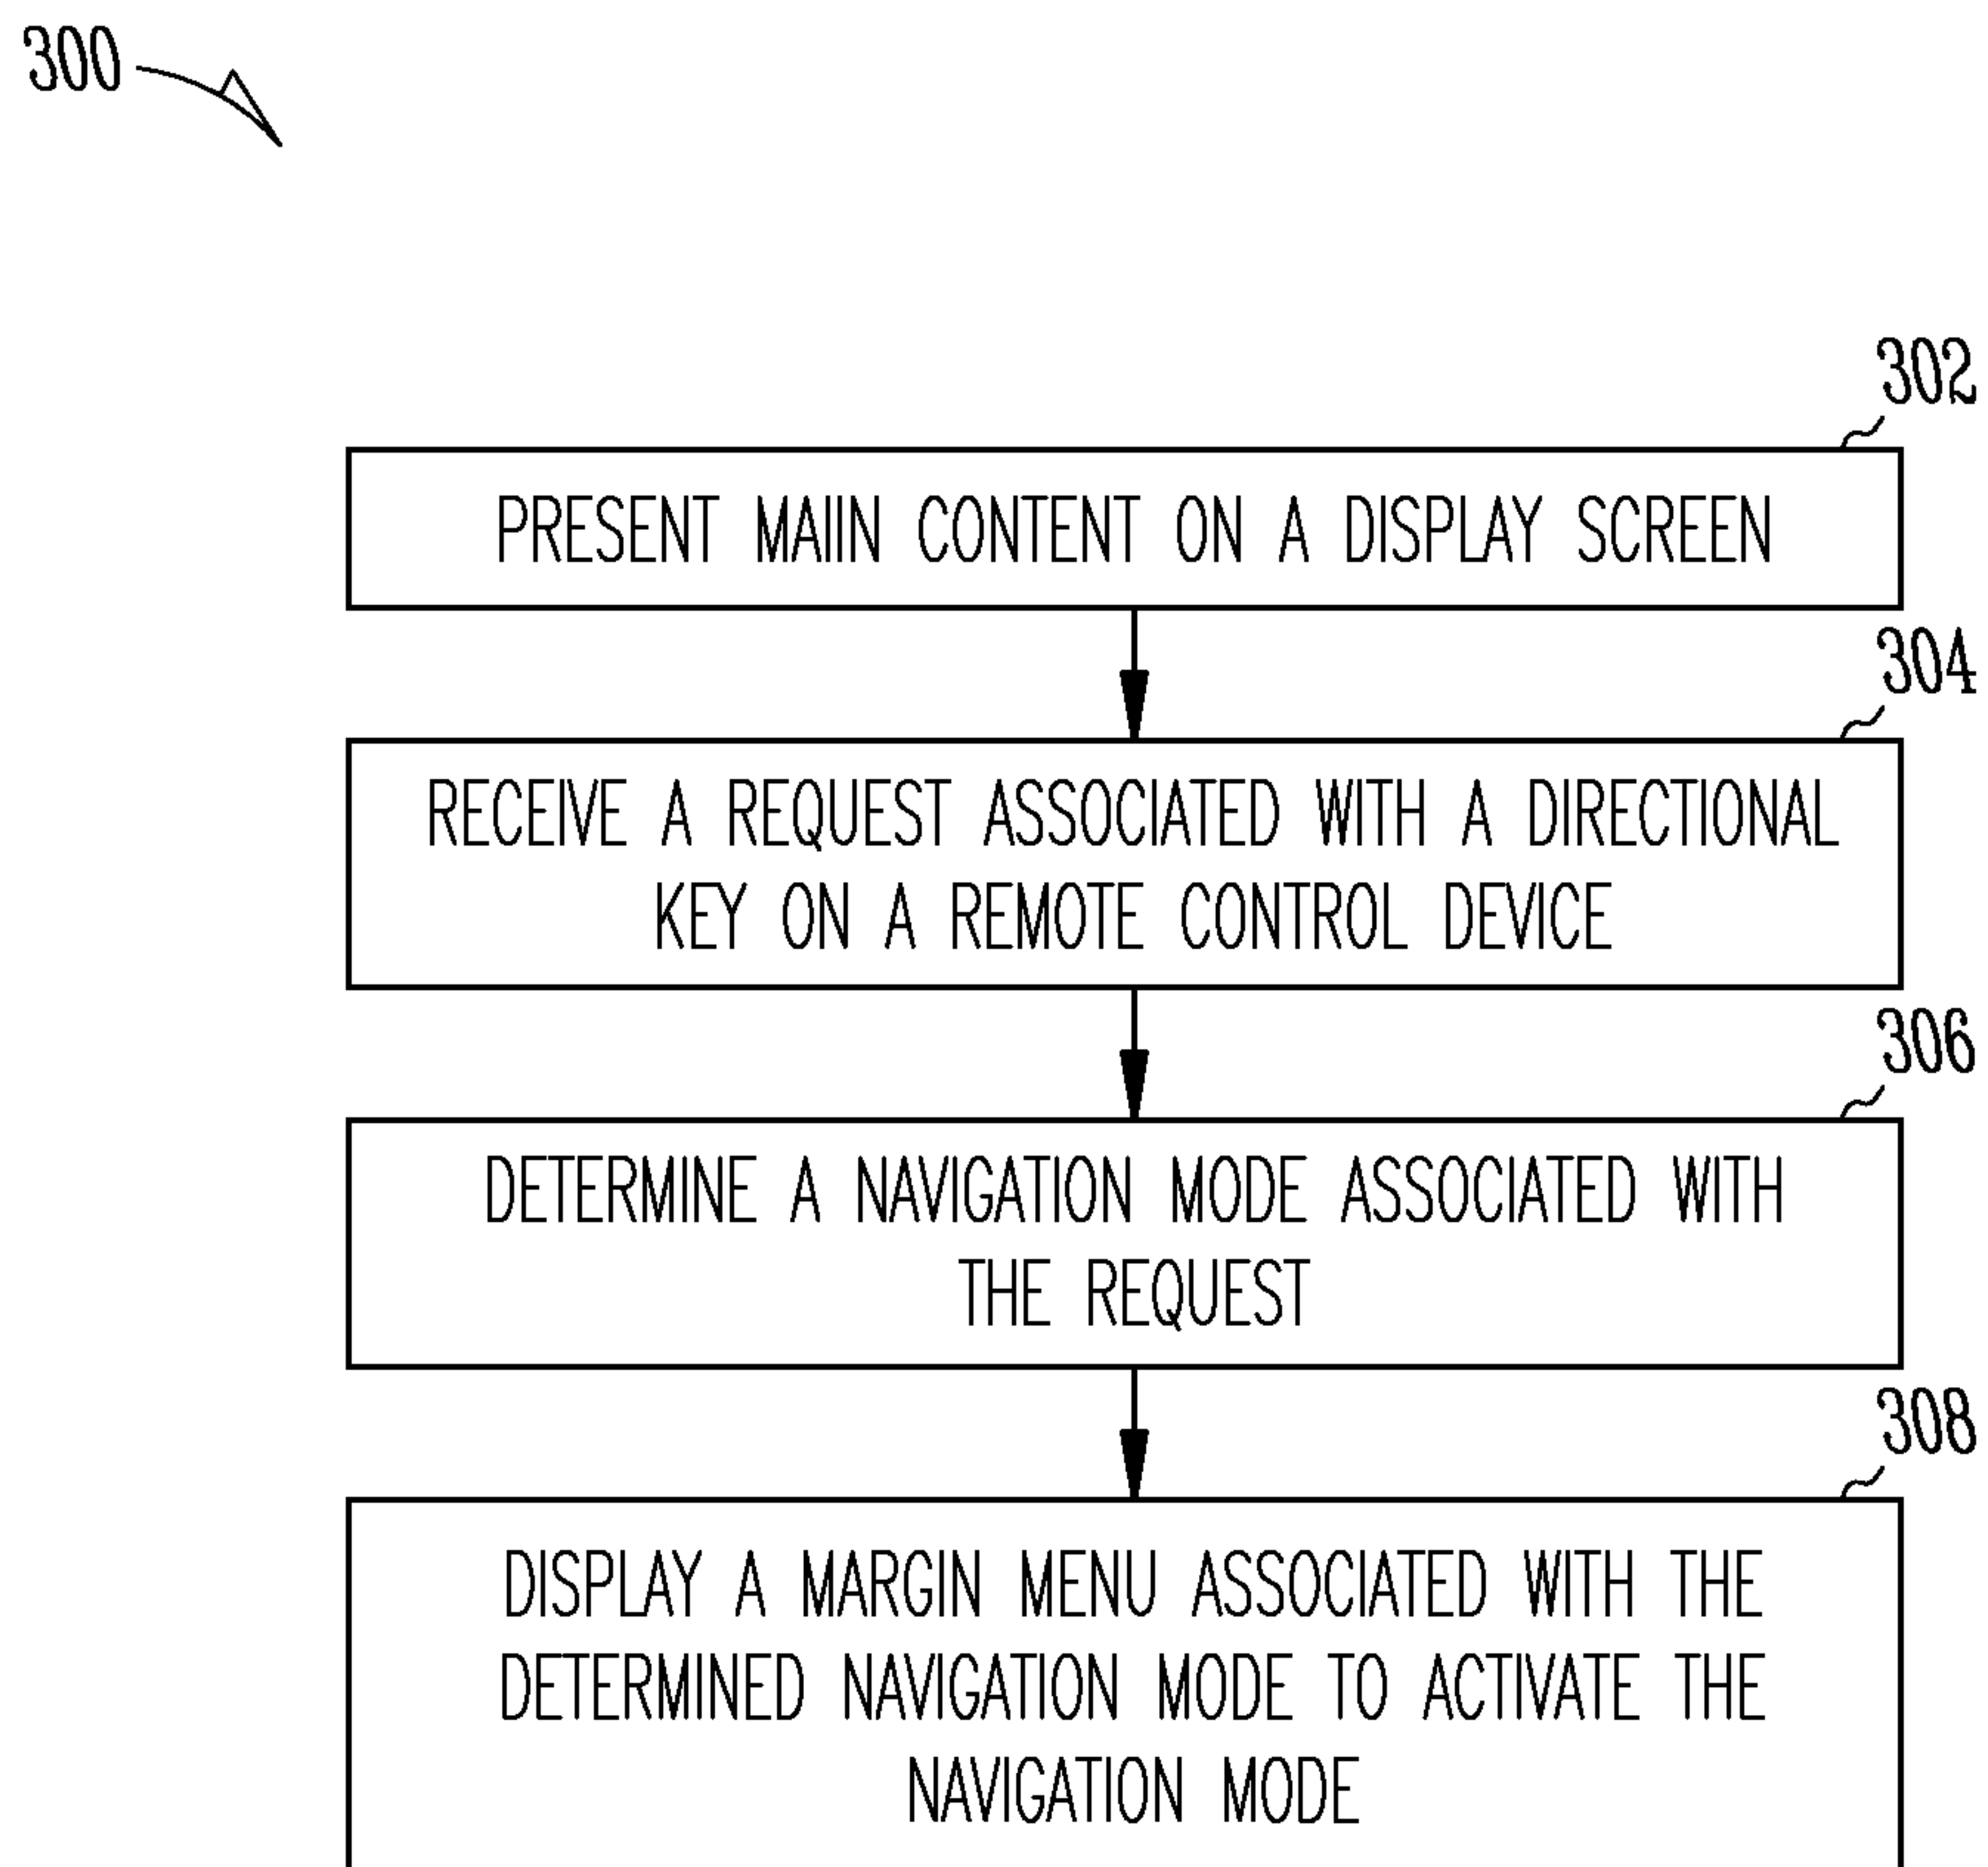 300
302
PRESENT MAIIN CONTENT ON A DISPLAY SCREEN
304
RECEIVE A REQUEST ASSOCIATED WITH A DIRECTIONAL
KEY ON A REMOTE CONTROL DEVICE
306
DETERMINE A NAVIGATION MODE ASSOCIATED WITH
THE REQUEST
308
DISPLAY A MARGIN MENU ASSOCIATED WITH THE
DETERMINED NAVIGATION MODE TO ACTIVATE THE
NAVIGATION MODE